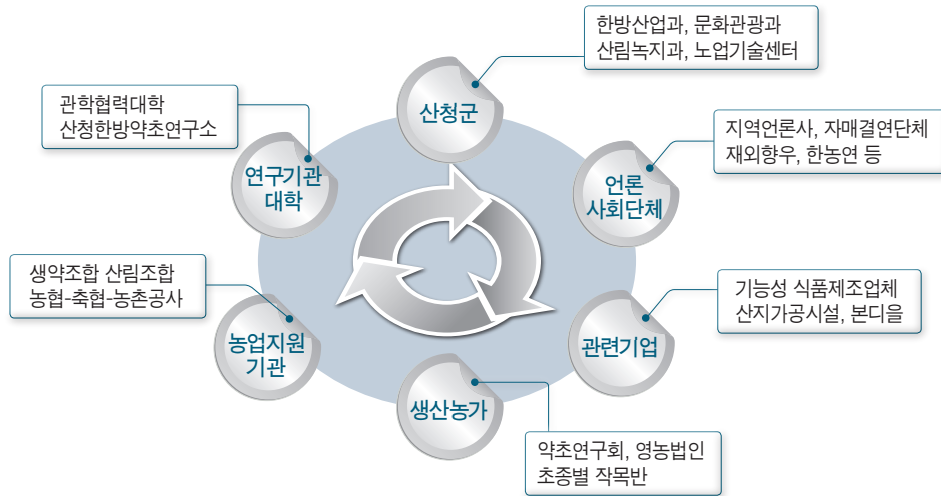 한방산업과, 문화관광과
산림녹지과, 노업기술센터
산청군
관학협력대학
산청한방약초연구소
연구기관
대학
지역언론사, 자매결연단체
재외향우, 한농연 등
언론
사회단체
생약조합 산림조합
농협-축협-농촌공사
농업지원
기관
기능성 식품제조업체
산지가공시설, 본디올
관련기업
생산농가
약초연구회, 영농법인
초종별 작목반